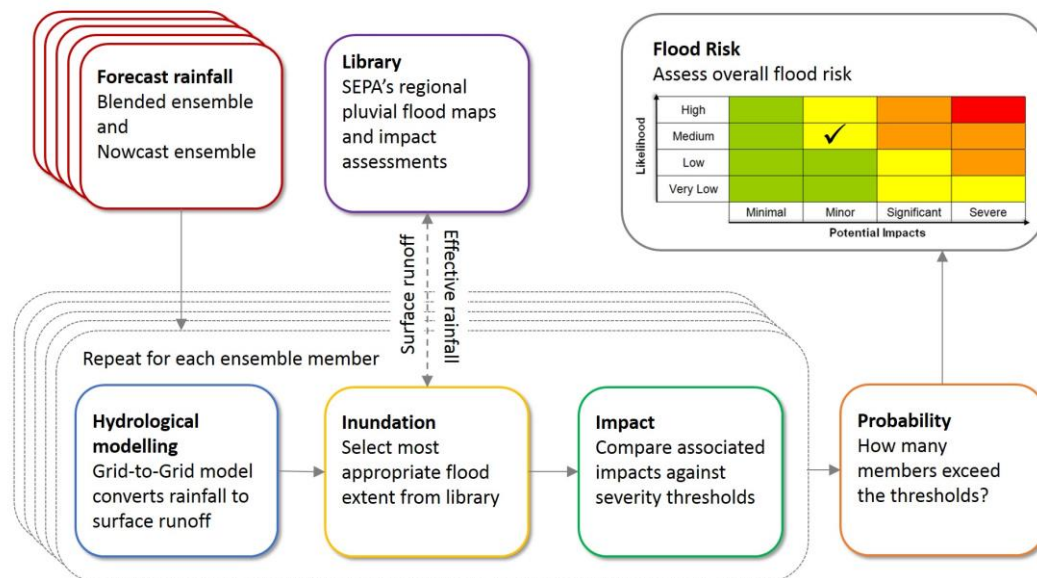 Forecast rainfall
Blended ensemble
and
Nowcast ensemble
Library
SEPA's regional
pluvial flood maps
and impact
assessments
Flood Risk
Assess overall flood risk
Likelihood
High
Medium
Low
Very Low
Minimal Minor Significant Severe
Potential Impacts
Surface runoff
Effective rainfall
Repeat for each ensemble member
Hydrological
modelling
Grid-to-Grid model
converts rainfall to
surface runoff
Inundation
Select most
appropriate flood
extent from library
Impact
Compare associated
impacts against
severity thresholds
Probability
How many
members exceed
the thresholds?